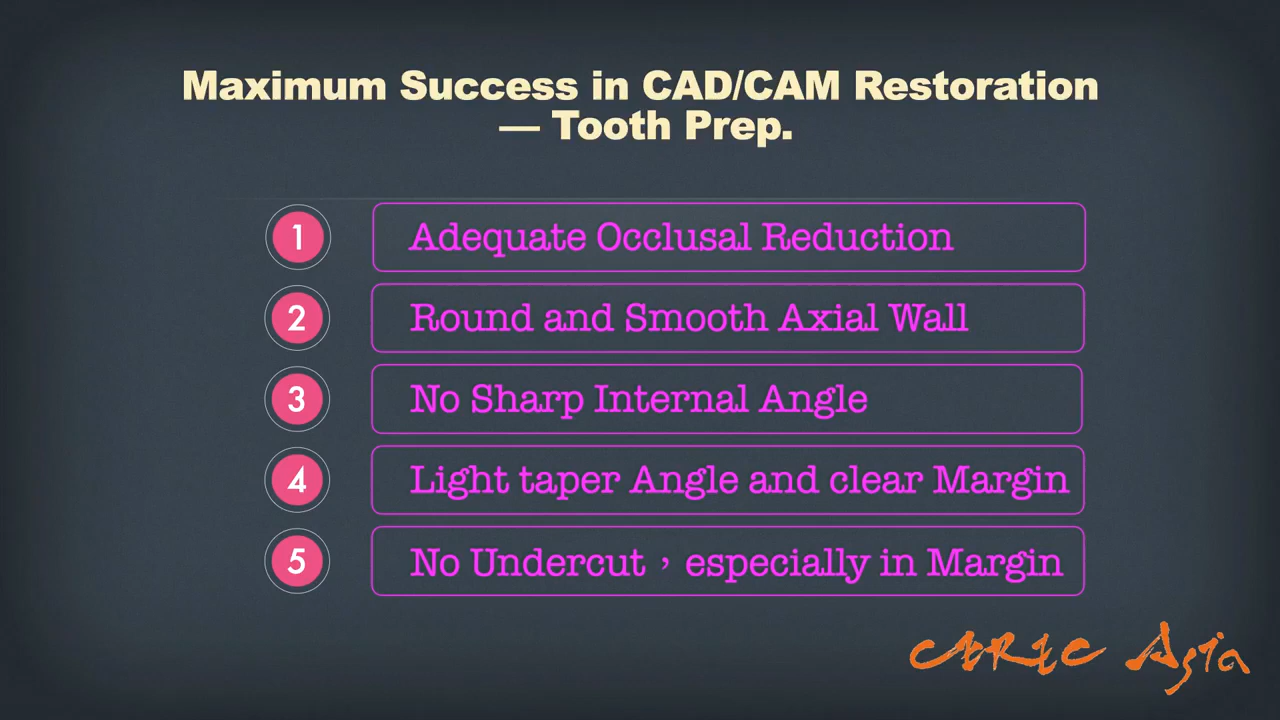 Maximum Success in CAD/CAM Restoration
— Tooth Prep.
1 Adequate Occlusal Reduction
2 Round and Smooth Axial Wall
3 No Sharp Internal Angle
4 Light taper Angle and clear Margin
5 No Undercut，especially in Margin
CEREC Asia